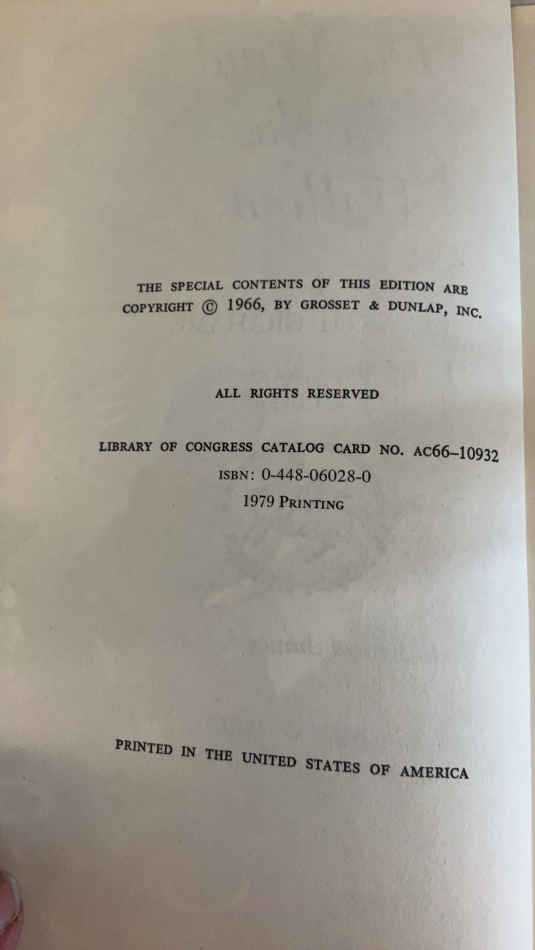 THE SPECIAL CONTENTS OF THIS EDITION ARE
COPYRIGHT © 1966, BY GROSSET & DUNLAP, INC.
ALL RIGHTS RESERVED
LIBRARY OF CONGRESS CATALOG CARD NO. AC66–10932
ISBN: 0-448-06028-0
1979 PRINTING
PRINTED IN THE UNITED STATES OF AMERICA